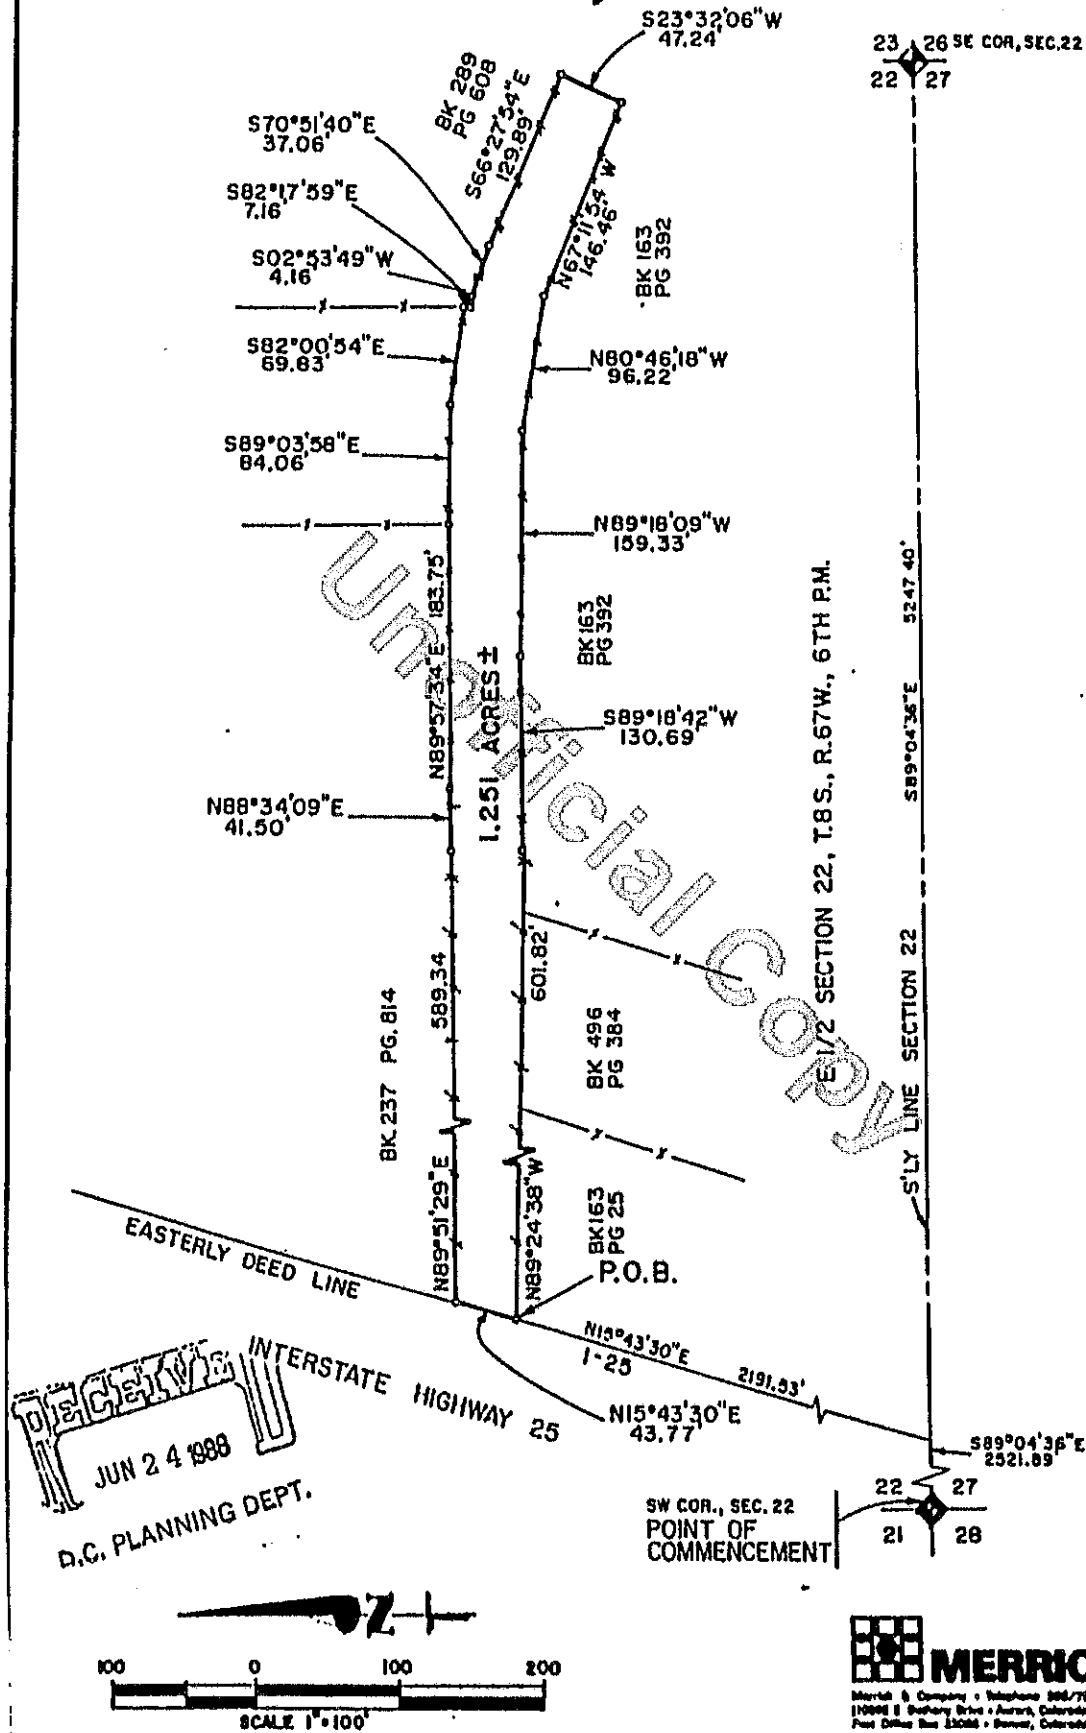 S23°32'06"W
47.24'
23 26 SE COR, SEC.22
22 27
BK 289
PG 608
S66°27'54"E
129.89'
S70°51'40"E
37.06'
S82°17'59"E
7.16'
S02°53'49"W
4.16'
N67°11'54"W
146.46'
BK 163
PG 392
S82°00'54"E
69.83'
N80°46'18"W
96.22'
S89°03'58"E
84.06'
N89°18'09"W
159.33'
N89°57'34"E 183.75'
1.251 ACRES ±
BK163
PG 392
S89°18'42"W
130.69'
N88°34'09"E
41.50'
E 1/2 SECTION 22, T.8S., R.67W., 6TH P.M.
S89°04'36"E 5247.40'
S'LY LINE SECTION 22
Unofficial Copy
BK 237 PG. 814
N89°51'29"E 589.34
N89°24'38"W 601.82'
BK 496
PG 384
BK163
PG 25
P.O.B.
EASTERLY DEED LINE
INTERSTATE HIGHWAY 25
N15°43'30"E 2191.53'
I-25
N15°43'30"E
43.77'
S89°04'36"E
2521.89'
22 27
21 28
SW COR., SEC. 22
POINT OF
COMMENCEMENT
RECEIVED
JUN 24 1988
D.C. PLANNING DEPT.
N
100 0 100 200
SCALE 1"=100'
MERRIC
Merrick & Company